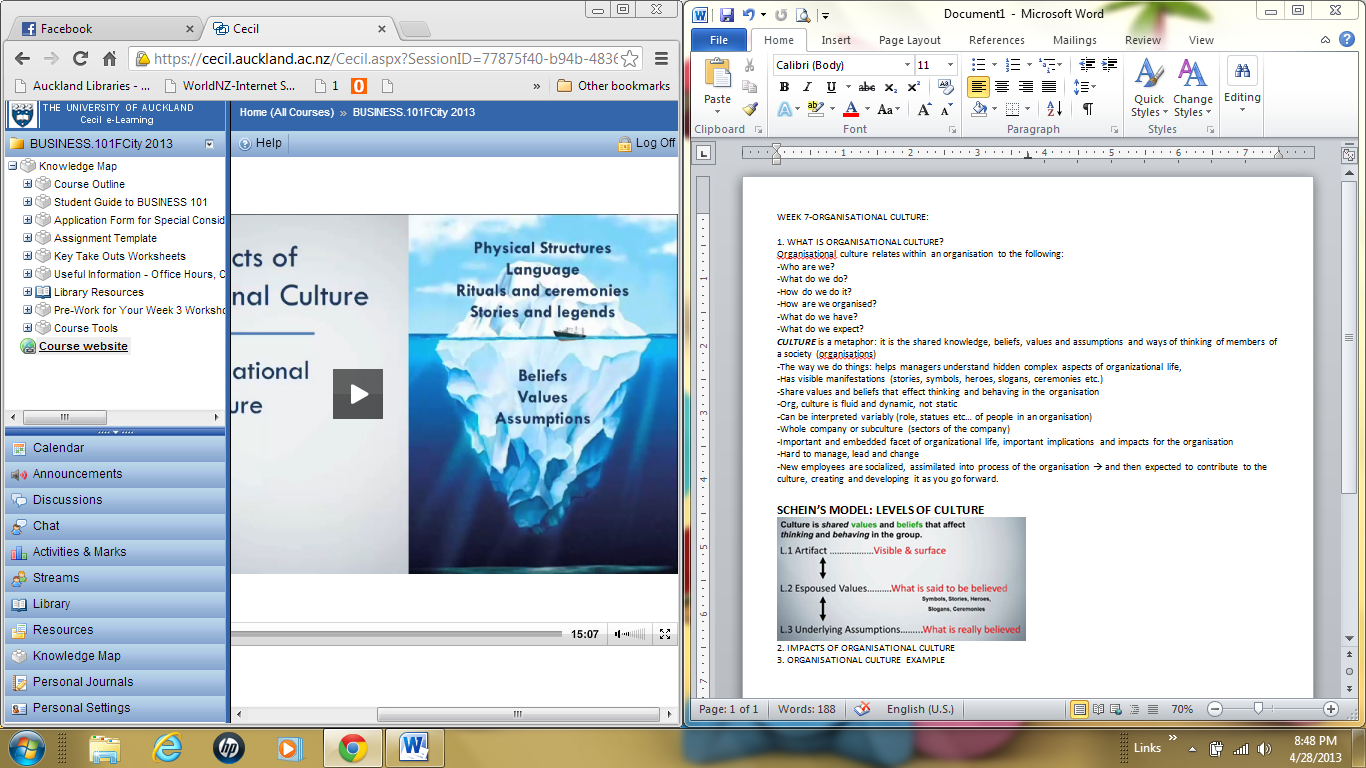 Facebook
Cecil
https://cecil.auckland.ac.nz/Cecil.aspx?SessionID=77875f40-b94b-483
Auckland Libraries - ...
WorldNZ-Internet S...
1
0
»
Other bookmarks
THE UNIVERSITY OF AUCKLAND
Cecil e-Learning
BUSINESS.101FCity 2013
Knowledge Map
Course Outline
Student Guide to BUSINESS 101
Application Form for Special Consid
Assignment Template
Key Take Outs Worksheets
Useful Information - Office Hours, C
Library Resources
Pre-Work for Your Week 3 Worksho
Course Tools
Course website
Calendar
Announcements
Discussions
Chat
Activities & Marks
Streams
Library
Resources
Knowledge Map
Personal Journals
Personal Settings
Home (All Courses) » BUSINESS.101FCity 2013
Help
Log Off
cts of
nal Culture
ational
ure
Physical Structures
Language
Rituals and ceremonies
Stories and legends
Beliefs
Values
Assumptions
15:07
Document1 - Microsoft Word
File Home Insert Page Layout References Mailings Review View
Calibri (Body) 11
Paste
Quick Styles
Change Styles
Editing
Clipboard
Font
Paragraph
Styles
1 2 3 4 5 6 7
1
2
3
4
5
6
7
WEEK 7-ORGANISATIONAL CULTURE:
1. WHAT IS ORGANISATIONAL CULTURE?
Organisational culture relates within an organisation to the following:
-Who are we?
-What do we do?
-How do we do it?
-How are we organised?
-What do we have?
-What do we expect?
CULTURE is a metaphor: it is the shared knowledge, beliefs, values and assumptions and ways of thinking of members of
a society (organisations)
-The way we do things: helps managers understand hidden complex aspects of organizational life,
-Has visible manifestations (stories, symbols, heroes, slogans, ceremonies etc.)
-Share values and beliefs that effect thinking and behaving in the organisation
-Org, culture is fluid and dynamic, not static
-Can be interpreted variably (role, statues etc... of people in an organisation)
-Whole company or subculture (sectors of the company)
-Important and embedded facet of organizational life, important implications and impacts for the organisation
-Hard to manage, lead and change
-New employees are socialized, assimilated into process of the organisation → and then expected to contribute to the
culture, creating and developing it as you go forward.
SCHEIN'S MODEL: LEVELS OF CULTURE
Culture is shared values and beliefs that affect
thinking and behaving in the group.
L.1 Artifact .................Visible & surface
L.2 Espoused Values..........What is said to be believed
Symbols, Stories, Heroes,
Slogans, Ceremonies
L.3 Underlying Assumptions.........What is really believed
2. IMPACTS OF ORGANISATIONAL CULTURE
3. ORGANISATIONAL CULTURE EXAMPLE
Page: 1 of 1
Words: 188
English (U.S.)
70%
Links »
8:48 PM
4/28/2013